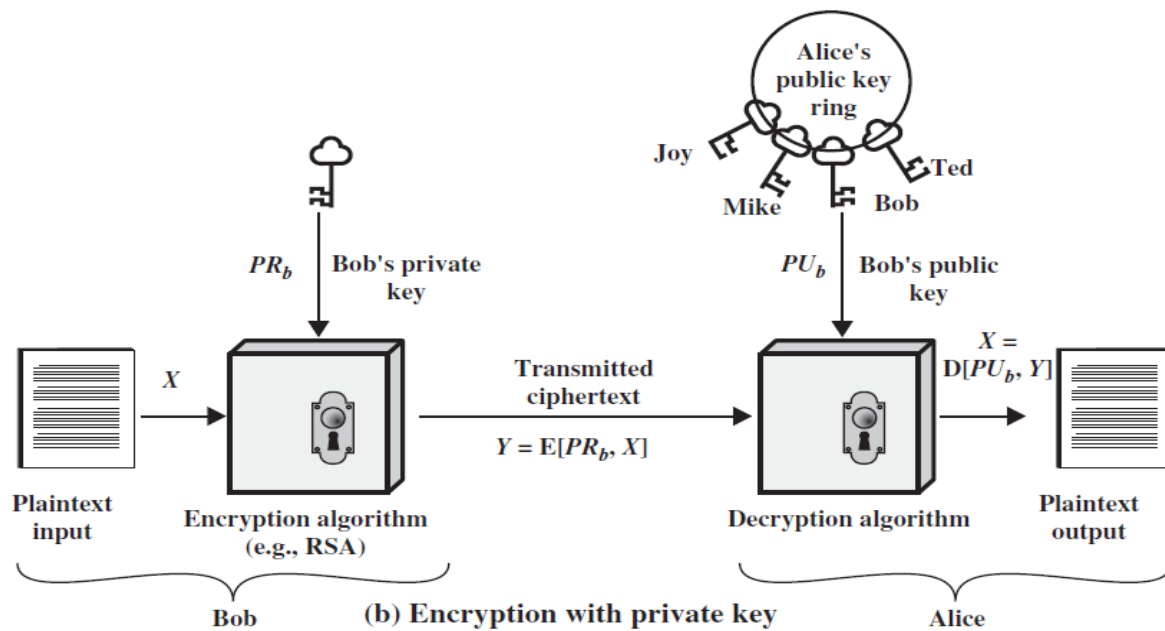 Alice's
public key
ring
Joy
Mike
Bob
Ted
PR_b
Bob's private
key
PU_b
Bob's public
key
X
Transmitted
ciphertext
Y = E[PR_b, X]
X =
D[PU_b, Y]
Plaintext
input
Encryption algorithm
(e.g., RSA)
Decryption algorithm
Plaintext
output
Bob
(b) Encryption with private key
Alice